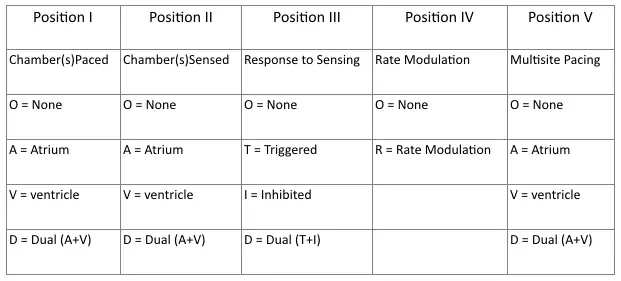 Position I Position II Position III Position IV Position V
Chamber(s)Paced Chamber(s)Sensed Response to Sensing Rate Modulation Multisite Pacing
O = None O = None O = None O = None O = None
A = Atrium A = Atrium T = Triggered R = Rate Modulation A = Atrium
V = ventricle V = ventricle I = Inhibited V = ventricle
D = Dual (A+V) D = Dual (A+V) D = Dual (T+I) D = Dual (A+V)